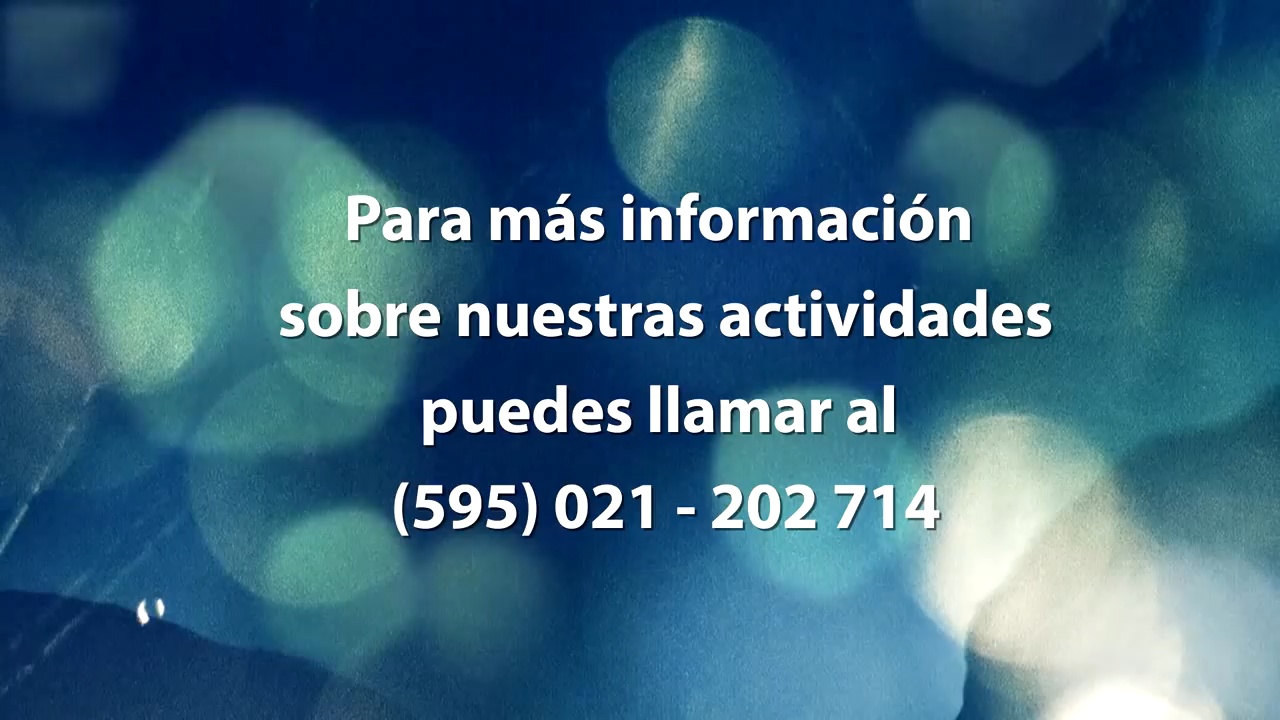 Para más información
sobre nuestras actividades
puedes llamar al
(595) 021 - 202 714